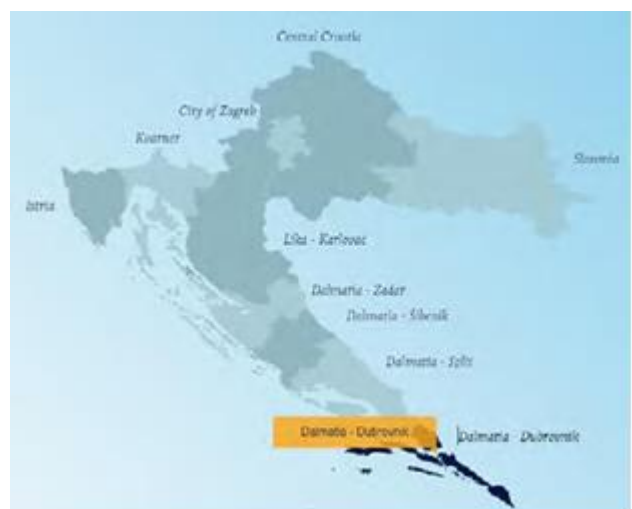 Central Croatia
City of Zagreb
Kvarner
Slavonia
Istria
Lika - Karlovac
Dalmatia - Zadar
Dalmatia - Šibenik
Dalmatia - Split
Dalmatia - Dubrovnik
Dalmatia - Dubrovnik